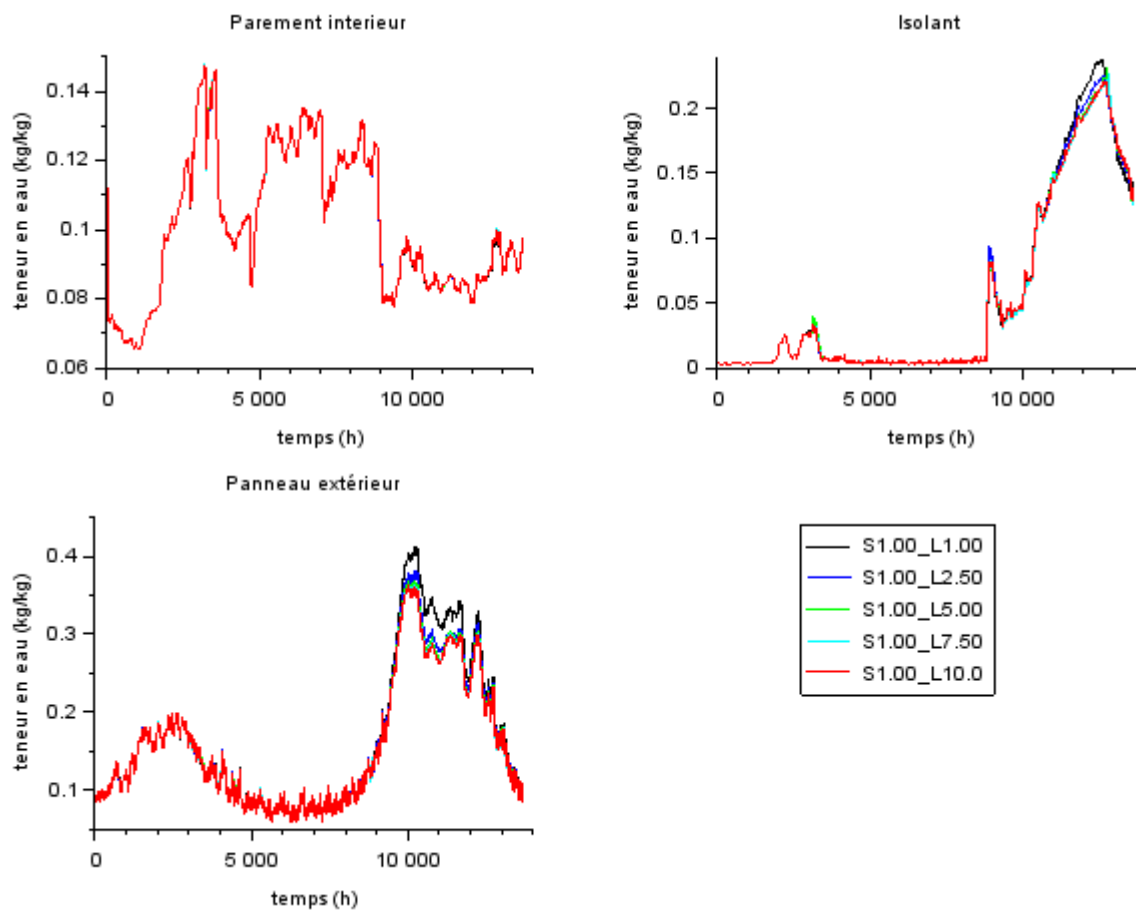 Parement interieur
teneur en eau (kg/kg)
0.14
0.12
0.1
0.08
0.06
0
5 000
10 000
temps (h)
Isolant
teneur en eau (kg/kg)
0.2
0.15
0.1
0.05
0
0
5 000
10 000
temps (h)
Panneau extérieur
teneur en eau (kg/kg)
0.4
0.3
0.2
0.1
0
5 000
10 000
temps (h)
S1.00_L1.00
S1.00_L2.50
S1.00_L5.00
S1.00_L7.50
S1.00_L10.0